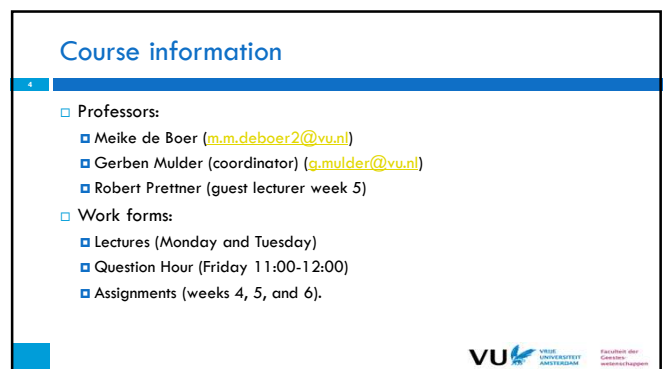 Course information
4
Professors:
Meike de Boer (m.m.deboer2@vu.nl)
Gerben Mulder (coordinator) (g.mulder@vu.nl)
Robert Prettner (guest lecturer week 5)
Work forms:
Lectures (Monday and Tuesday)
Question Hour (Friday 11:00-12:00)
Assignments (weeks 4, 5, and 6).
VU
VRIJE
UNIVERSITEIT
AMSTERDAM
Faculteit der
Geestes-
wetenschappen